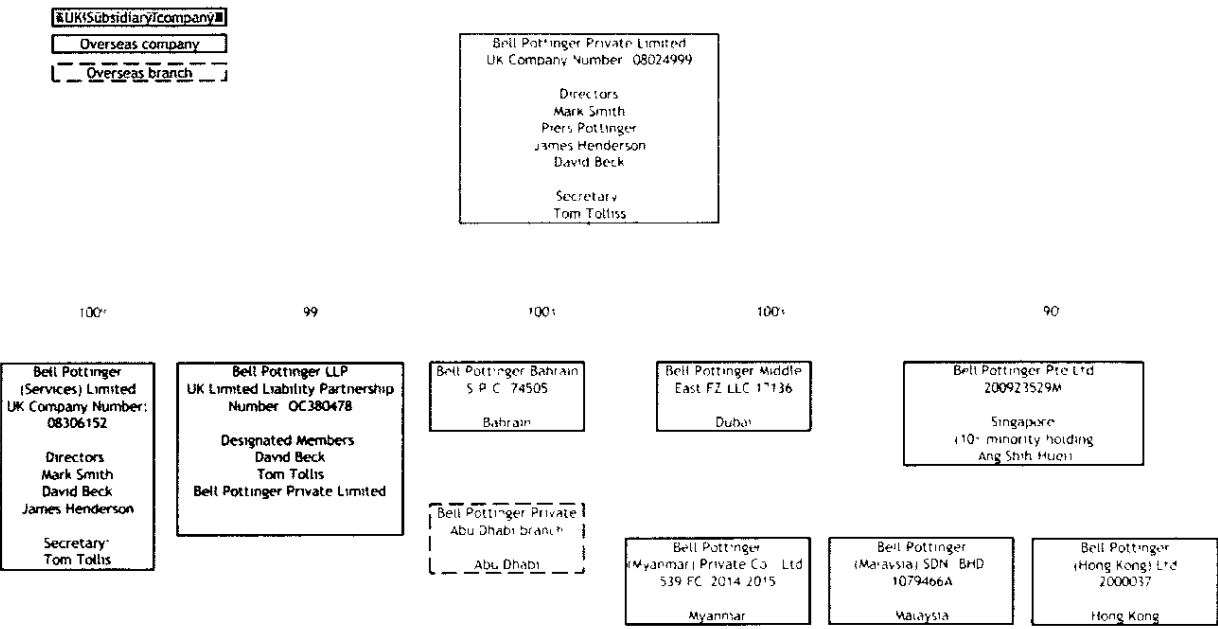 UK Subsidiary company
Overseas company
Overseas branch
Bell Pottinger Private Limited
UK Company Number 08024999
Directors
Mark Smith
Piers Pottinger
James Henderson
David Beck
Secretary
Tom Tolliss
100%
99
100%
100%
90
Bell Pottinger
(Services) Limited
UK Company Number:
08306152
Directors
Mark Smith
David Beck
James Henderson
Secretary
Tom Tollis
Bell Pottinger LLP
UK Limited Liability Partnership
Number OC380478
Designated Members
David Beck
Tom Tollis
Bell Pottinger Private Limited
Bell Pottinger Bahrain
S P C 74505
Bahrain
Bell Pottinger Private
Abu Dhabi branch
Abu Dhabi
Bell Pottinger Middle
East FZ LLC 17136
Dubai
Bell Pottinger Pte Ltd
200923529M
Singapore
(10% minority holding
Ang Shih Huei)
Bell Pottinger
(Myanmar) Private Co Ltd
539 FC 2014 2015
Myanmar
Bell Pottinger
(Malaysia) SDN BHD
1079466A
Malaysia
Bell Pottinger
(Hong Kong) Ltd
2000037
Hong Kong